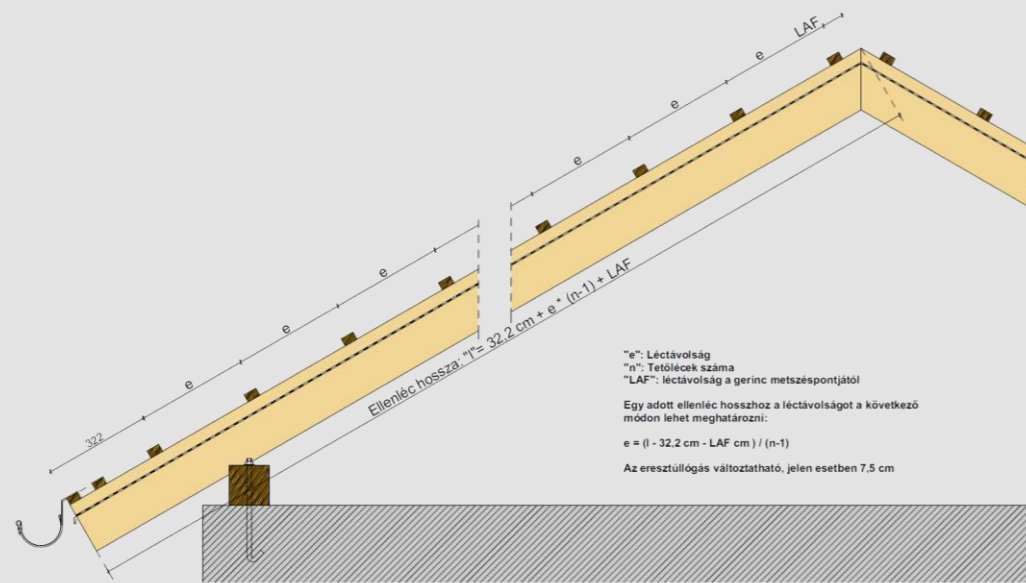 LAF
e
e
e
e
e
e
322
Ellenléc hossza: "l"= 32,2 cm + e * (n-1) + LAF
"e": Léctávolság
"n": Tetőlécek száma
"LAF": léctávolság a gerinc metszéspontjától
Egy adott ellenléc hosszhoz a léctávolságot a következő
módon lehet meghatározni:
e = (l - 32,2 cm - LAF cm ) / (n-1)
Az eresztúllógás változtatható, jelen esetben 7,5 cm